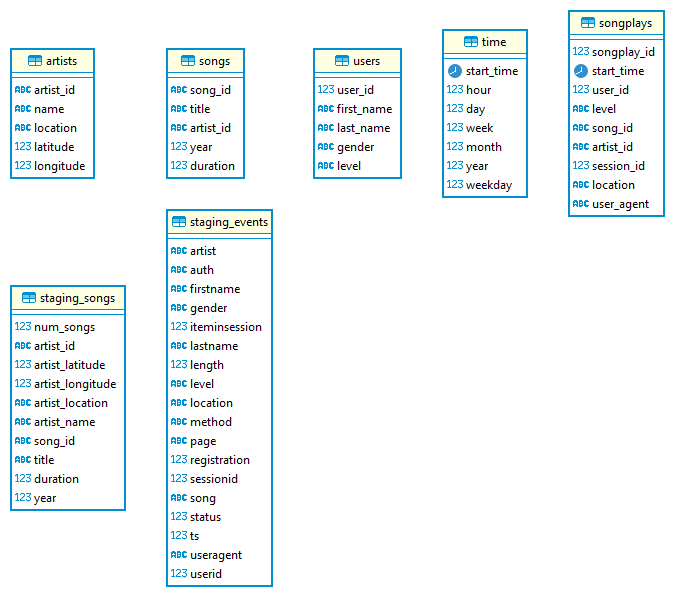 artists
ABC artist_id
ABC name
ABC location
123 latitude
123 longitude
songs
ABC song_id
ABC title
ABC artist_id
123 year
123 duration
users
123 user_id
ABC first_name
ABC last_name
ABC gender
ABC level
time
start_time
123 hour
123 day
123 week
123 month
123 year
123 weekday
songplays
123 songplay_id
start_time
123 user_id
ABC level
ABC song_id
ABC artist_id
123 session_id
ABC location
ABC user_agent
staging_songs
123 num_songs
ABC artist_id
123 artist_latitude
123 artist_longitude
ABC artist_location
ABC artist_name
ABC song_id
ABC title
123 duration
123 year
staging_events
ABC artist
ABC auth
ABC firstname
ABC gender
123 iteminsession
ABC lastname
123 length
ABC level
ABC location
ABC method
ABC page
123 registration
123 sessionid
ABC song
123 status
123 ts
ABC useragent
123 userid